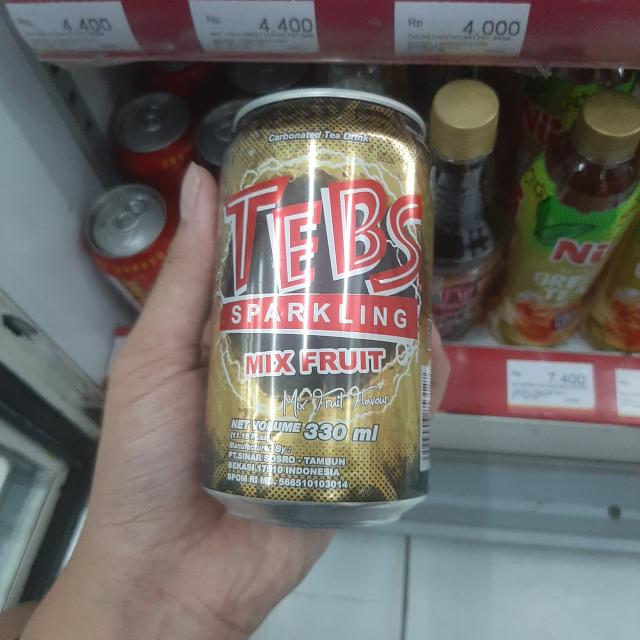 Rp 4.400
Rp 4.400
Rp 4.000
Carbonated Tea Drink
TEBS
SPARKLING
MIX FRUIT
Mix Fruit Flavour
NET VOLUME 330 ml
Manufactured By :
PT.SINAR SOSRO - TAMBUN
BEKASI 17510 INDONESIA
BPOM RI MD. 566510103014
GREEN
TEA
7.400